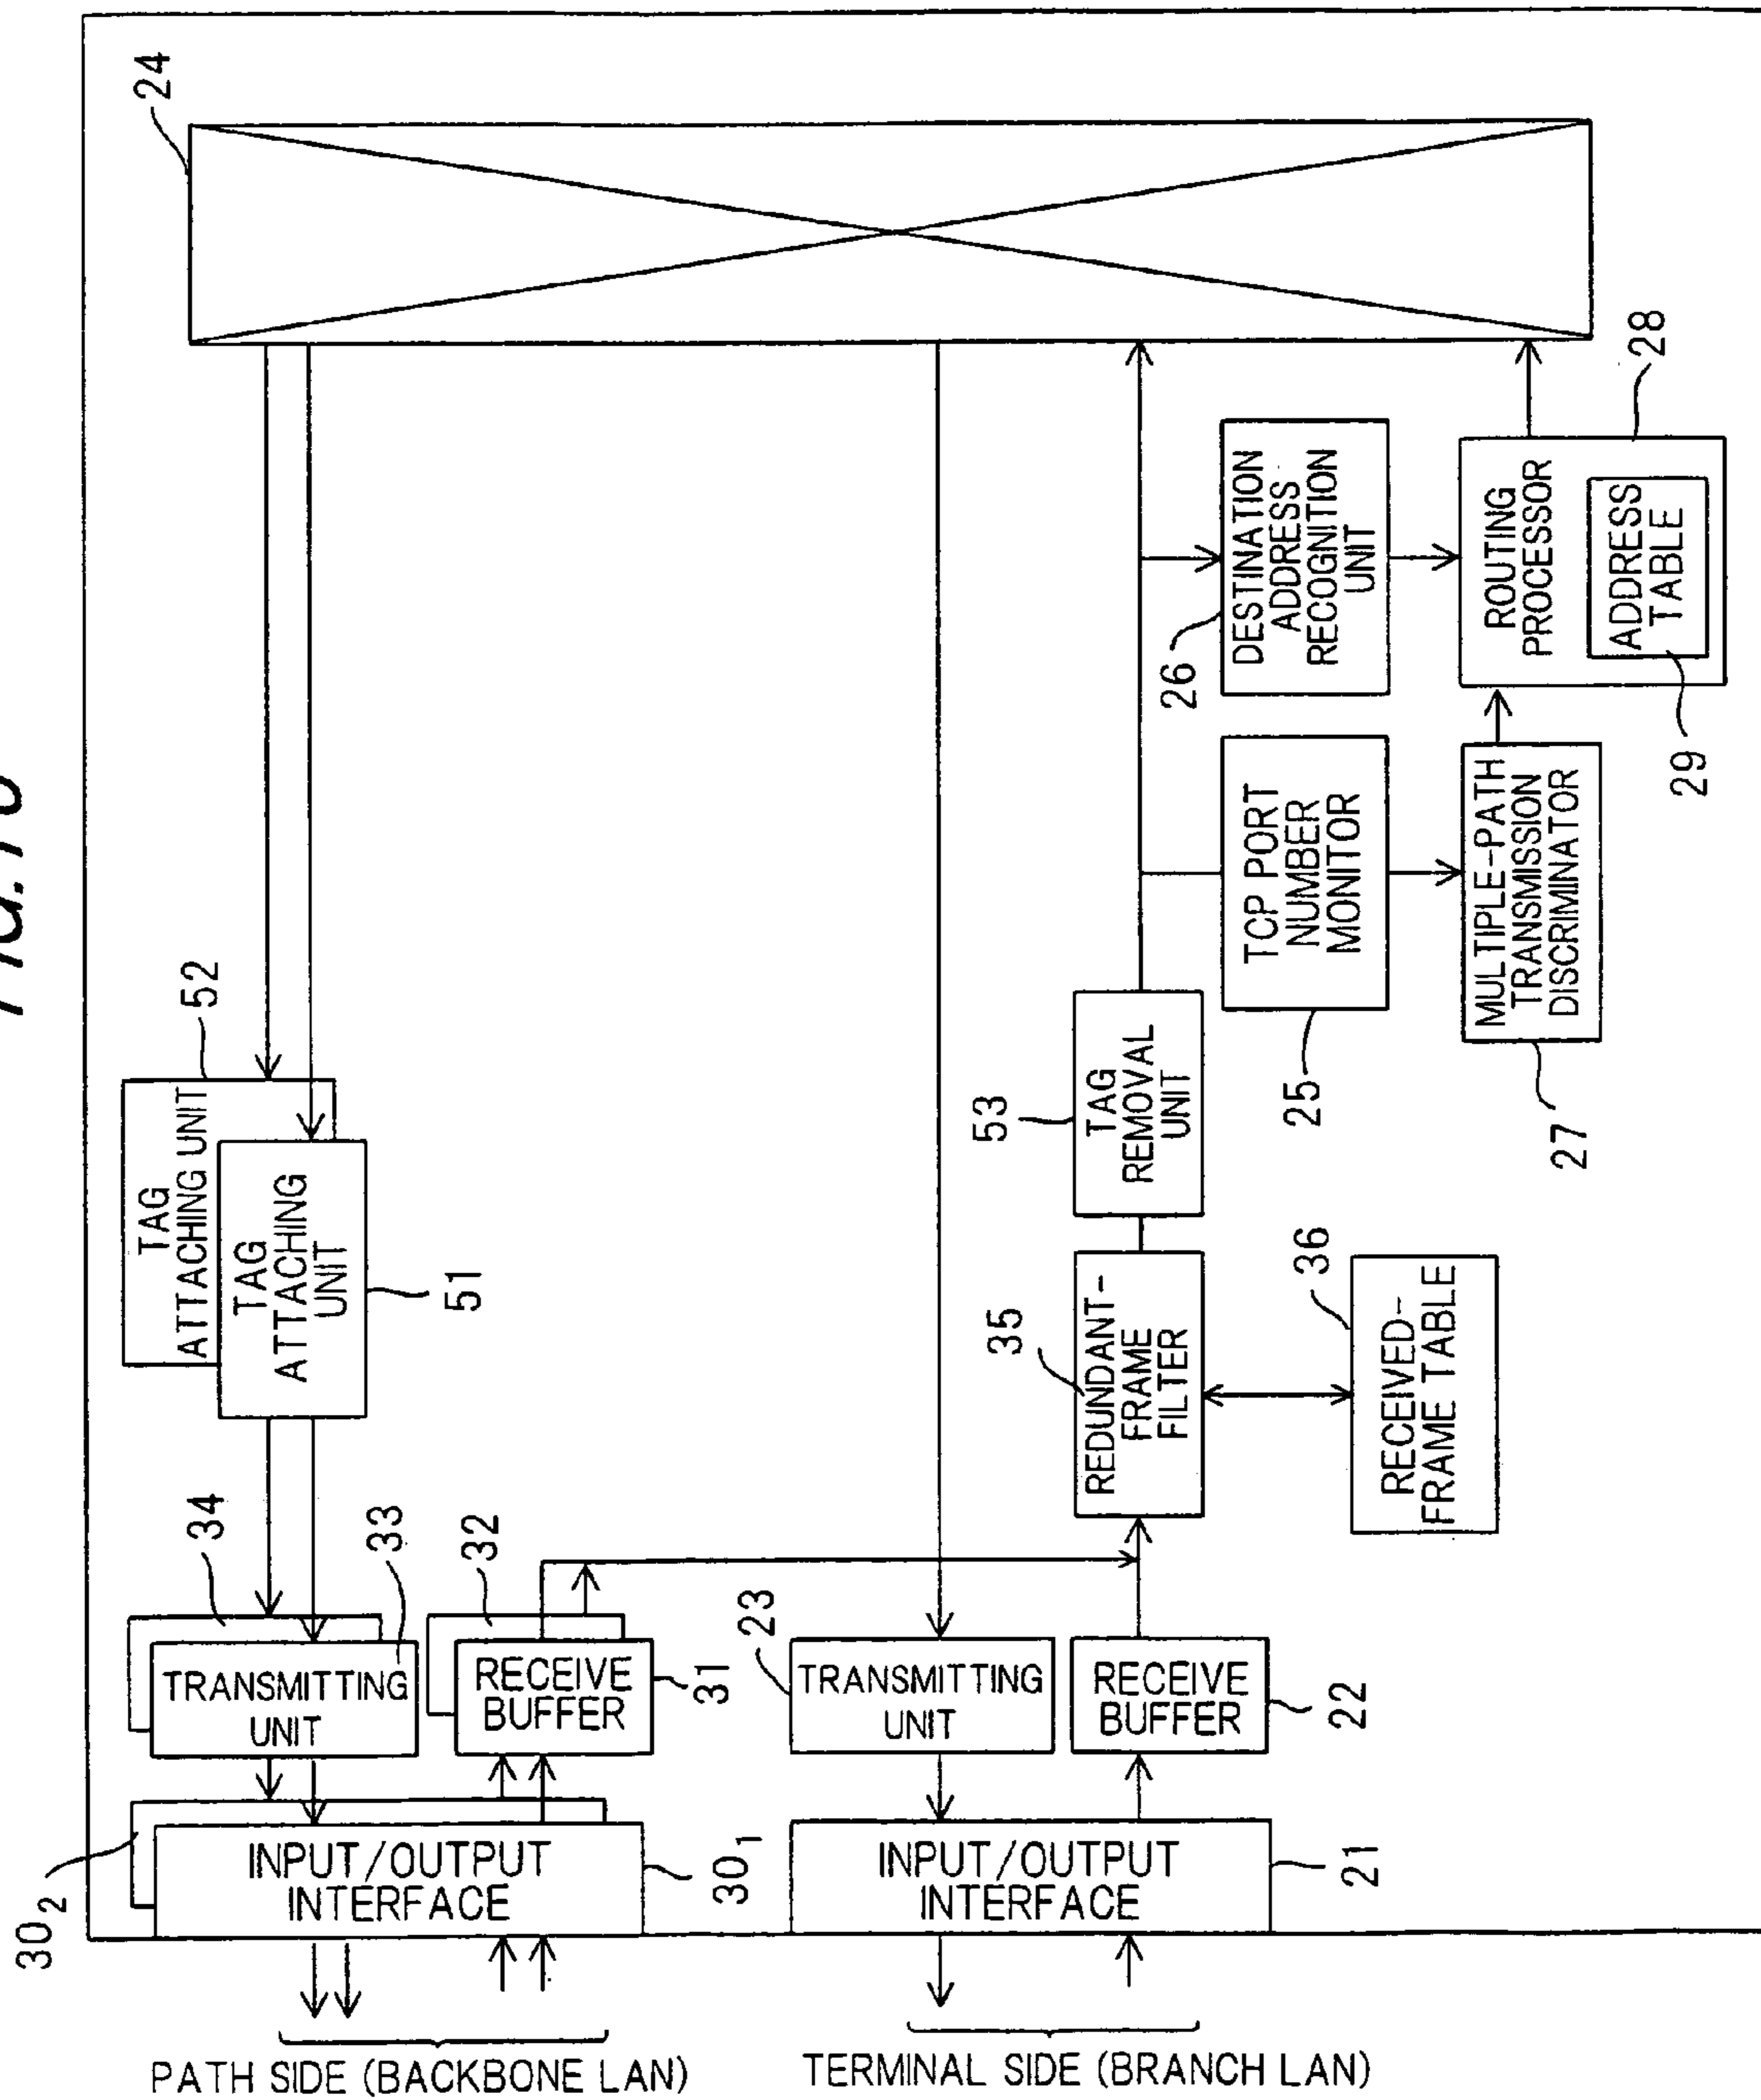 24
52
TAG
ATTACHING UNIT
TAG
ATTACHING
UNIT
51
34
33
TRANSMITTING
UNIT
32
RECEIVE
BUFFER
31
30₂
INPUT/OUTPUT
INTERFACE
30₁
PATH SIDE (BACKBONE LAN)
23
TRANSMITTING
UNIT
RECEIVE
BUFFER
22
INPUT/OUTPUT
INTERFACE
21
TERMINAL SIDE (BRANCH LAN)
35
REDUNDANT-
FRAME
FILTER
36
RECEIVED-
FRAME TABLE
53
TAG
REMOVAL
UNIT
TCP PORT
NUMBER
MONITOR
25
26
DESTINATION
ADDRESS
RECOGNITION
UNIT
MULTIPLE-PATH
TRANSMISSION
DISCRIMINATOR
27
28
ROUTING
PROCESSOR
ADDRESS
TABLE
29